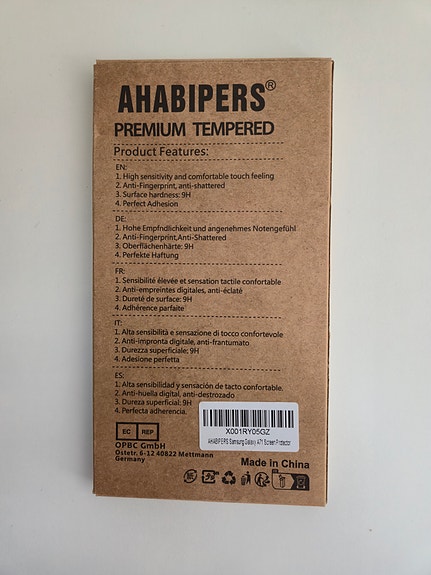 AHABIPERS®
PREMIUM TEMPERED
Product Features:
EN:
1. High sensitivity and comfortable touch feeling
2. Anti-Fingerprint, anti-shattered
3. Surface hardness: 9H
4. Perfect Adhesion
DE:
1. Hohe Empfndlichkeit und angeriehmes Notengefühl
2. Anti-Fingerprint,Anti-Shattered
3. Oberflächenhärte: 9H
4. Perfekte Haftung
FR:
1. Sensibilité élevée et sensation tactile confortable
2. Anti-empreintes digitales, anti-éclaté
3. Dureté de surface: 9H
4. Adhérence parfaite
IT:
1. Alta sensibilità e sensazione di tocco confortevole
2. Anti-impronta digitale, anti-frantumato
3. Durezza superficiale: 9H
4. Adesione perfetta
ES:
1. Alta sensibilidad y sensación de tacto confortable.
2. Anti-huella digital, anti-destrozado
3. Dureza superficial: 9H
4. Perfecta adherencia.
X001RY05GZ
AHABIPERS Samsung Galaxy A71 Screen Protector
EC REP
OPBC GmbH
Ostetr. 6-12 40822 Mettmann
Germany
Made in China